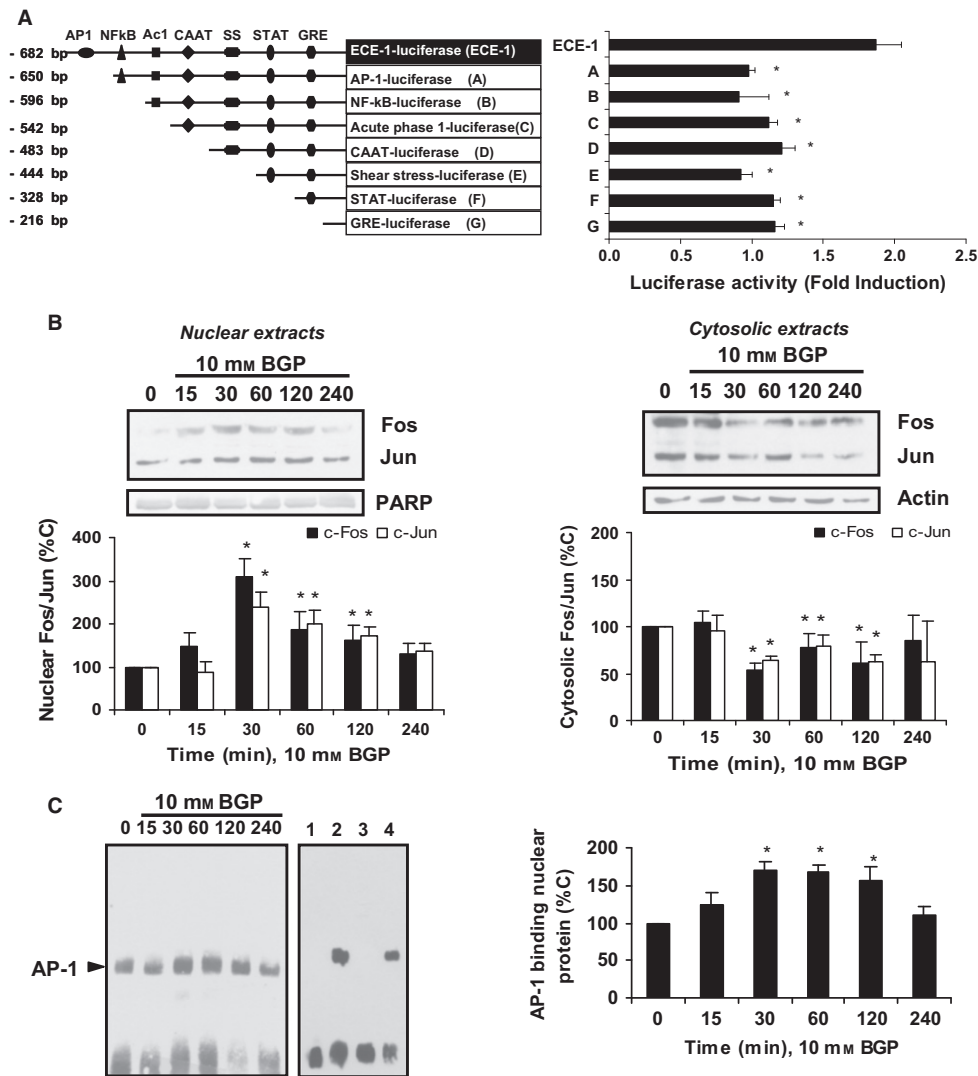 A
AP1 NFkB Ac1 CAAT SS STAT GRE
- 682 bp ECE-1-luciferase (ECE-1)
- 650 bp AP-1-luciferase (A)
- 596 bp NF-kB-luciferase (B)
- 542 bp Acute phase 1-luciferase(C)
- 483 bp CAAT-luciferase (D)
- 444 bp Shear stress-luciferase (E)
- 328 bp STAT-luciferase (F)
- 216 bp GRE-luciferase (G)
ECE-1
A *
B *
C *
D *
E *
F *
G *
0.0 0.5 1.0 1.5 2.0 2.5
Luciferase activity (Fold Induction)
B
Nuclear extracts
10 mM BGP
0 15 30 60 120 240
Fos
Jun
PARP
c-Fos c-Jun
Nuclear Fos/Jun (%C)
400
300
200
100
0
* *
* *
* *
0 15 30 60 120 240
Time (min), 10 mM BGP
Cytosolic extracts
10 mM BGP
0 15 30 60 120 240
Fos
Jun
Actin
c-Fos c-Jun
Cytosolic Fos/Jun (%C)
200
150
100
50
0
* *
* *
* *
0 15 30 60 120 240
Time (min), 10 mM BGP
C
10 mM BGP
0 15 30 60 120 240
1 2 3 4
AP-1
AP-1 binding nuclear
protein (%C)
200
150
100
50
0
* * *
0 15 30 60 120 240
Time (min), 10 mM BGP